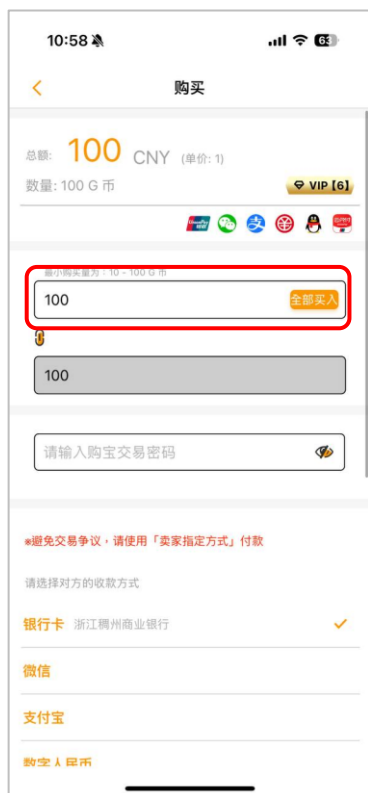 10:58
63
购买
总额: 100 CNY (单价: 1)
数量: 100 G 币
VIP [6]
最小购买量为：10 - 100 G 币
100
全部买入
100
请输入购宝交易密码
※避免交易争议，请使用「卖家指定方式」付款
请选择对方的收款方式
银行卡 浙江稠州商业银行
微信
支付宝
数字人民币